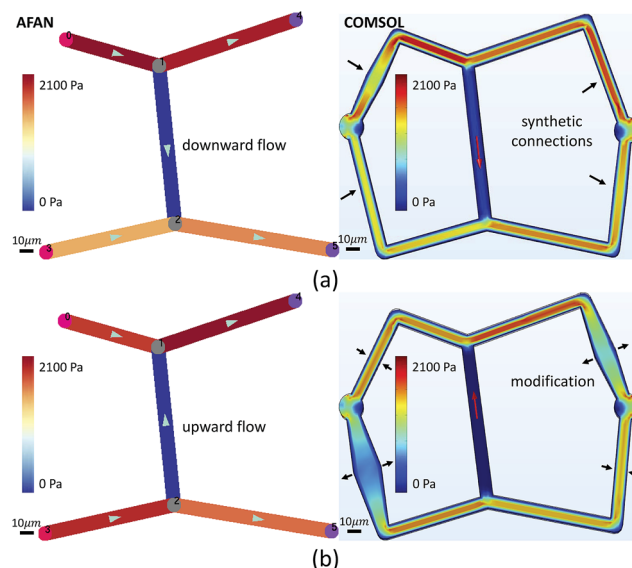 AFAN
COMSOL
0
4
1
2100 Pa
0 Pa
downward flow
2
3
5
10μm
2100 Pa
0 Pa
synthetic
connections
10μm
(a)
0
4
1
2100 Pa
0 Pa
upward flow
2
3
5
10μm
2100 Pa
0 Pa
modification
10μm
(b)